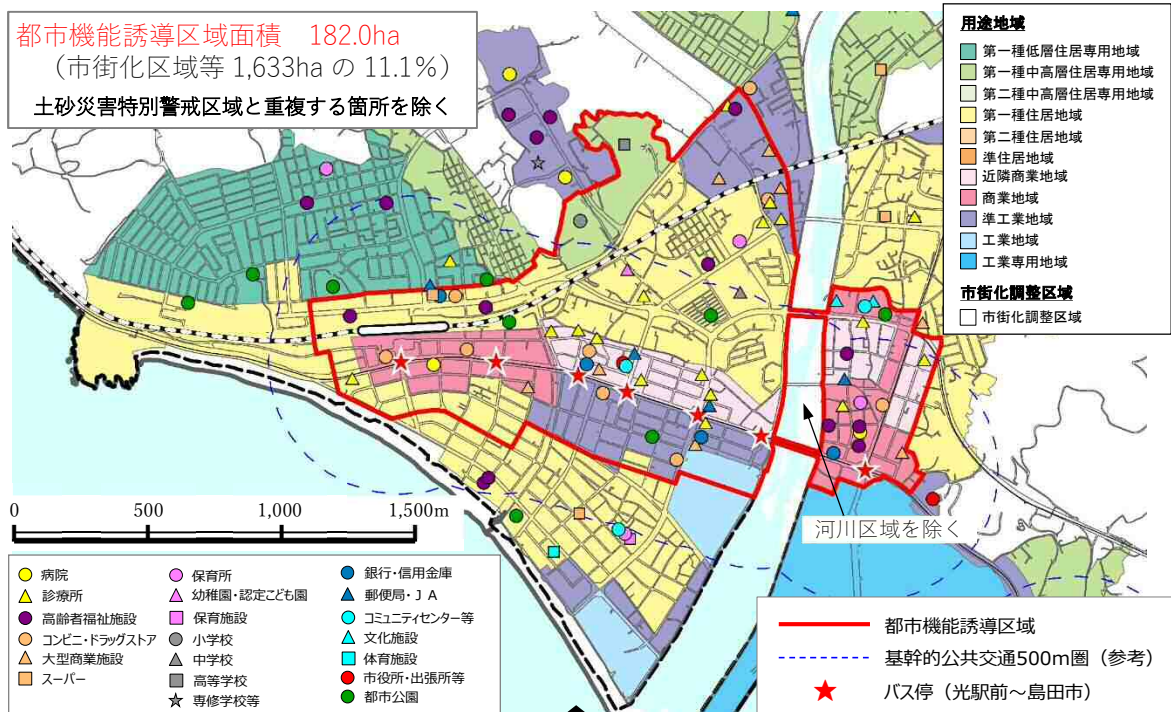 都市機能誘導区域面積　182.0ha
（市街化区域等 1,633ha の 11.1％）
土砂災害特別警戒区域と重複する箇所を除く
用途地域
第一種低層住居専用地域
第一種中高層住居専用地域
第二種中高層住居専用地域
第一種住居地域
第二種住居地域
準住居地域
近隣商業地域
商業地域
準工業地域
工業地域
工業専用地域
市街化調整区域
市街化調整区域
河川区域を除く
0 500 1,000 1,500m
病院
診療所
高齢者福祉施設
コンビニ・ドラッグストア
大型商業施設
スーパー
保育所
幼稚園・認定こども園
保育施設
小学校
中学校
高等学校
専修学校等
銀行・信用金庫
郵便局・ＪＡ
コミュニティセンター等
文化施設
体育施設
市役所・出張所等
都市公園
都市機能誘導区域
基幹的公共交通500m圏（参考）
バス停（光駅前～島田市）